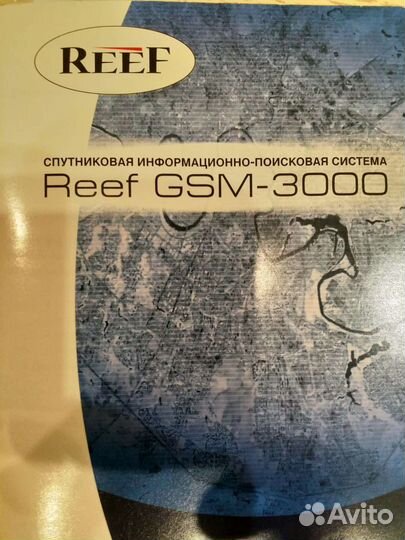 REEF
СПУТНИКОВАЯ ИНФОРМАЦИОННО-ПОИСКОВАЯ СИСТЕМА
Reef GSM-3000
Avito